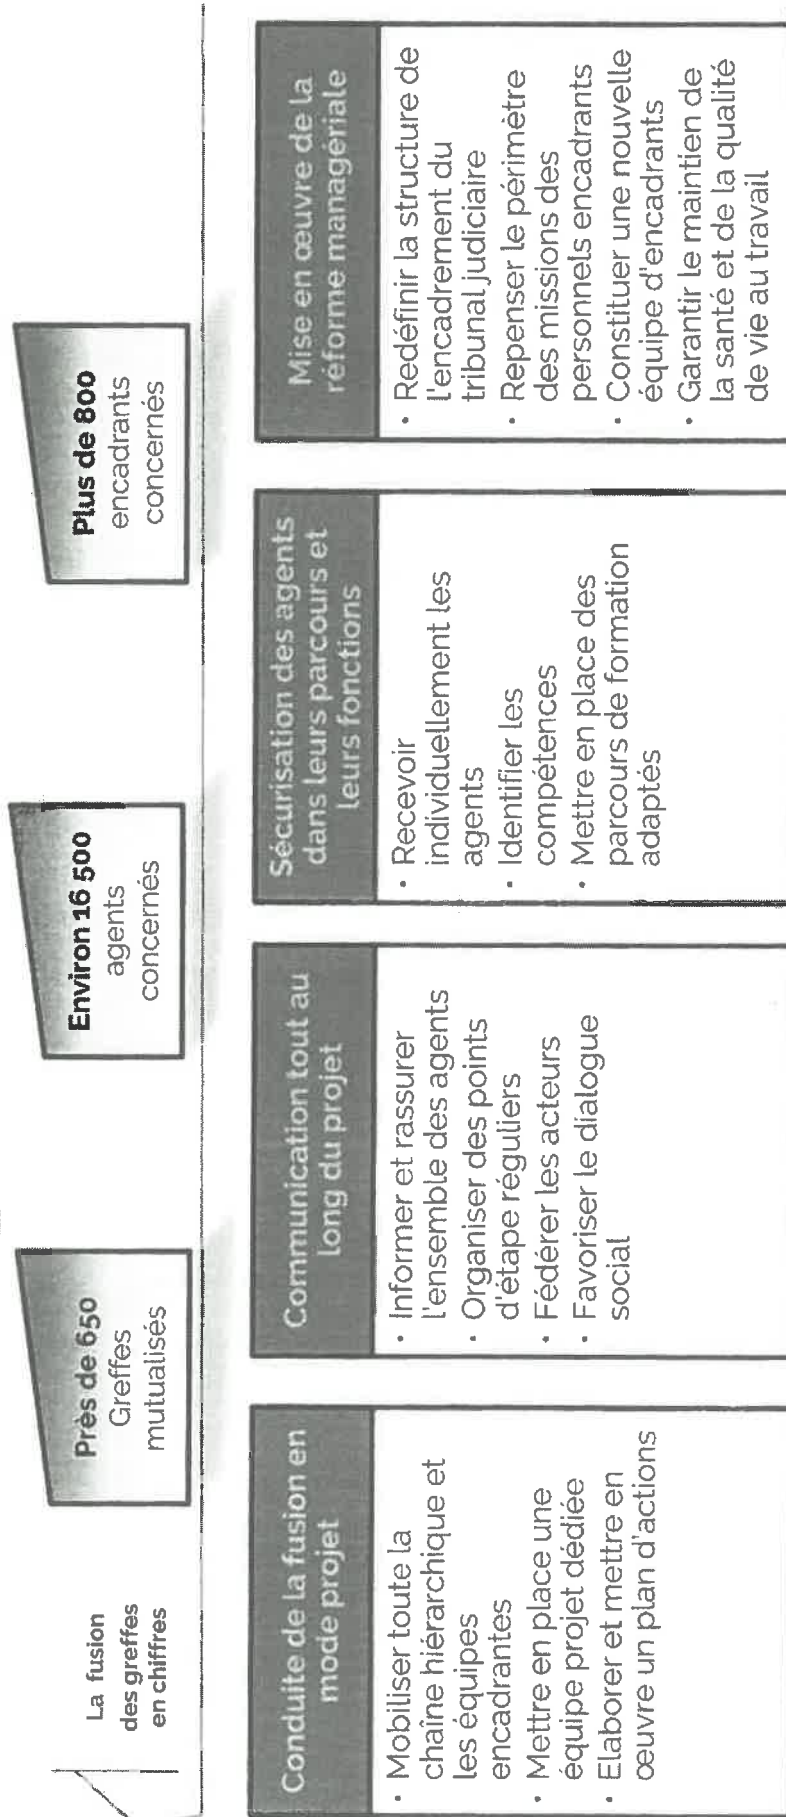 La fusion
des greffes
en chiffres
Près de 650
Greffes
mutualisés
Environ 16 500
agents
concernés
Plus de 800
encadrants
concernés
Conduite de la fusion en
mode projet
• Mobiliser toute la
chaîne hiérarchique et
les équipes
encadrantes
• Mettre en place une
équipe projet dédiée
• Elaborer et mettre en
œuvre un plan d'actions
Communication tout au
long du projet
• Informer et rassurer
l'ensemble des agents
• Organiser des points
d'étape réguliers
• Fédérer les acteurs
• Favoriser le dialogue
social
Sécurisation des agents
dans leurs parcours et
leurs fonctions
• Recevoir
individuellement les
agents
• Identifier les
compétences
• Mettre en place des
parcours de formation
adaptés
Mise en œuvre de la
réforme managériale
• Redéfinir la structure de
l'encadrement du
tribunal judiciaire
• Repenser le périmètre
des missions des
personnels encadrants
• Constituer une nouvelle
équipe d'encadrants
• Garantir le maintien de
la santé et de la qualité
de vie au travail